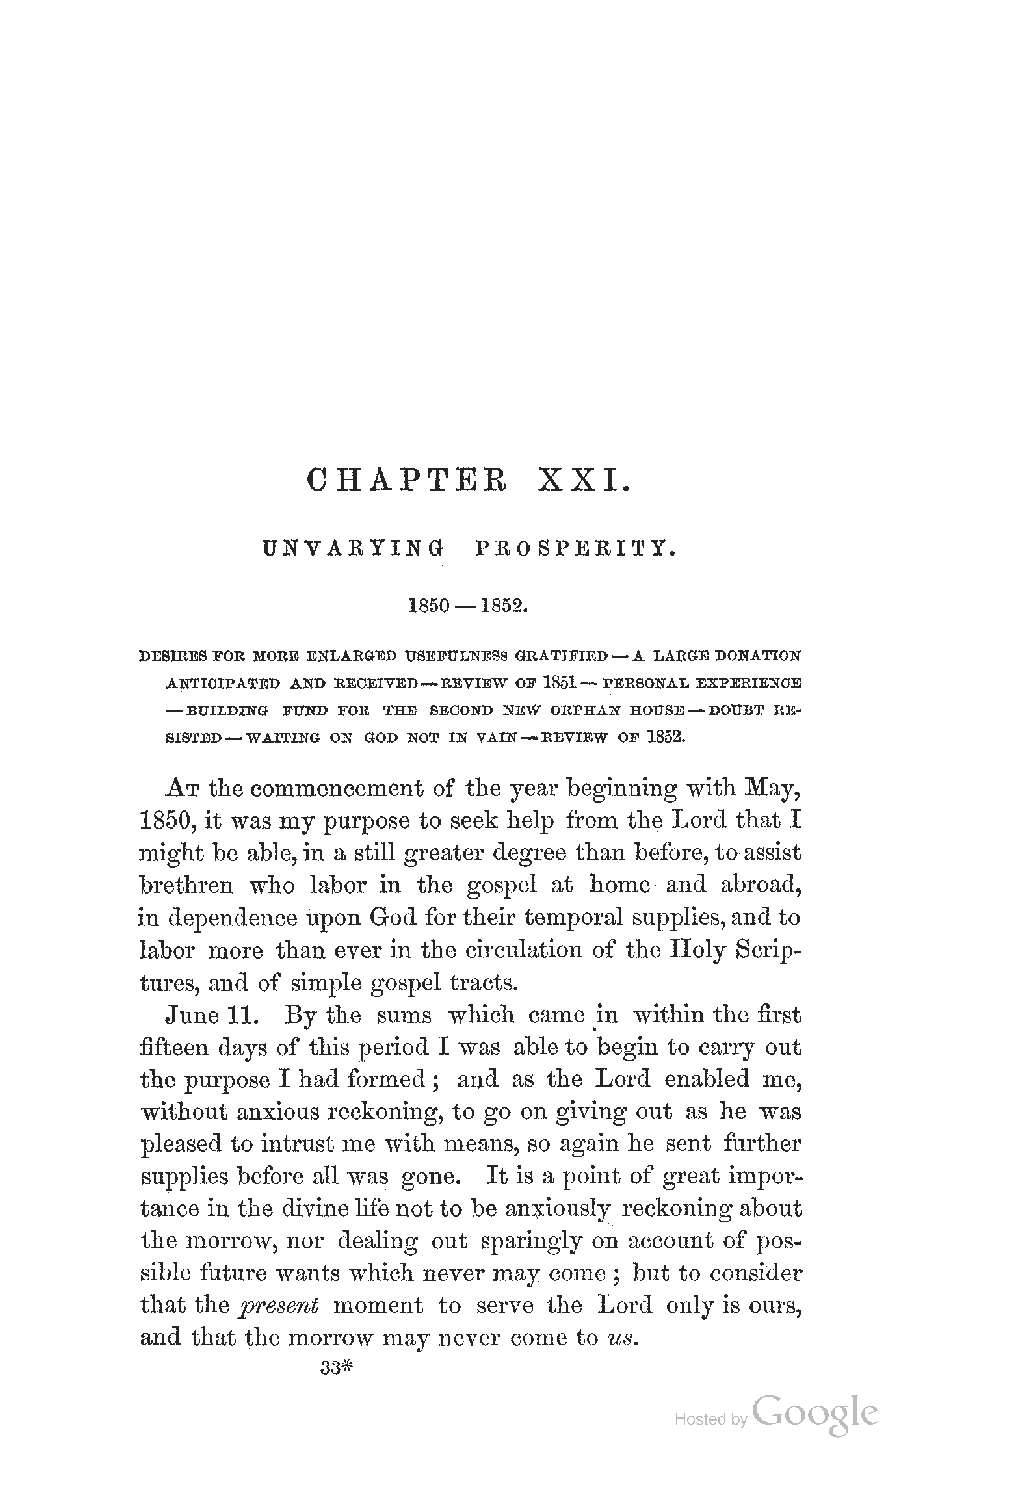 CHAPTER XXI.
UNVARYING PROSPERITY.
1850 — 1852.
DESIRES FOR MORE ENLARGED USEFULNESS GRATIFIED — A LARGE DONATION
ANTICIPATED AND RECEIVED — REVIEW OF 1851 — PERSONAL EXPERIENCE
— BUILDING FUND FOR THE SECOND NEW ORPHAN HOUSE — DOUBT RE-
SISTED — WAITING ON GOD NOT IN VAIN — REVIEW OF 1852.
AT the commencement of the year beginning with May,
1850, it was my purpose to seek help from the Lord that I
might be able, in a still greater degree than before, to assist
brethren who labor in the gospel at home and abroad,
in dependence upon God for their temporal supplies, and to
labor more than ever in the circulation of the Holy Scrip-
tures, and of simple gospel tracts.
June 11. By the sums which came in within the first
fifteen days of this period I was able to begin to carry out
the purpose I had formed; and as the Lord enabled me,
without anxious reckoning, to go on giving out as he was
pleased to intrust me with means, so again he sent further
supplies before all was gone. It is a point of great impor-
tance in the divine life not to be anxiously reckoning about
the morrow, nor dealing out sparingly on account of pos-
sible future wants which never may come; but to consider
that the present moment to serve the Lord only is ours,
and that the morrow may never come to us.
33*
Hosted by Google